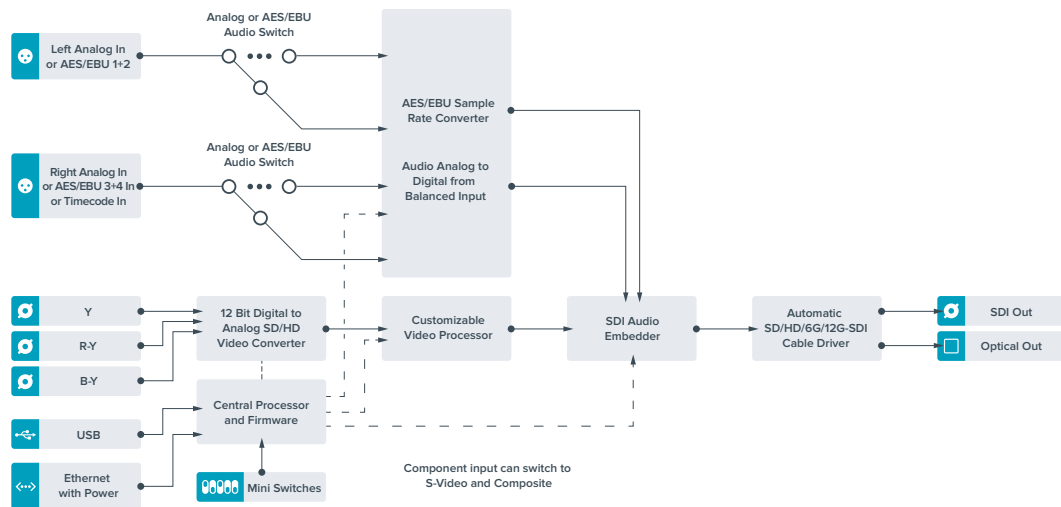 Analog or AES/EBU
Audio Switch
Left Analog In
or AES/EBU 1+2
AES/EBU Sample
Rate Converter
Analog or AES/EBU
Audio Switch
Right Analog In
or AES/EBU 3+4 In
or Timecode In
Audio Analog to
Digital from
Balanced Input
Y
R-Y
B-Y
12 Bit Digital to
Analog SD/HD
Video Converter
Customizable
Video Processor
SDI Audio
Embedder
Automatic
SD/HD/6G/12G-SDI
Cable Driver
SDI Out
Optical Out
Central Processor
and Firmware
USB
Ethernet
with Power
Mini Switches
Component input can switch to
S-Video and Composite